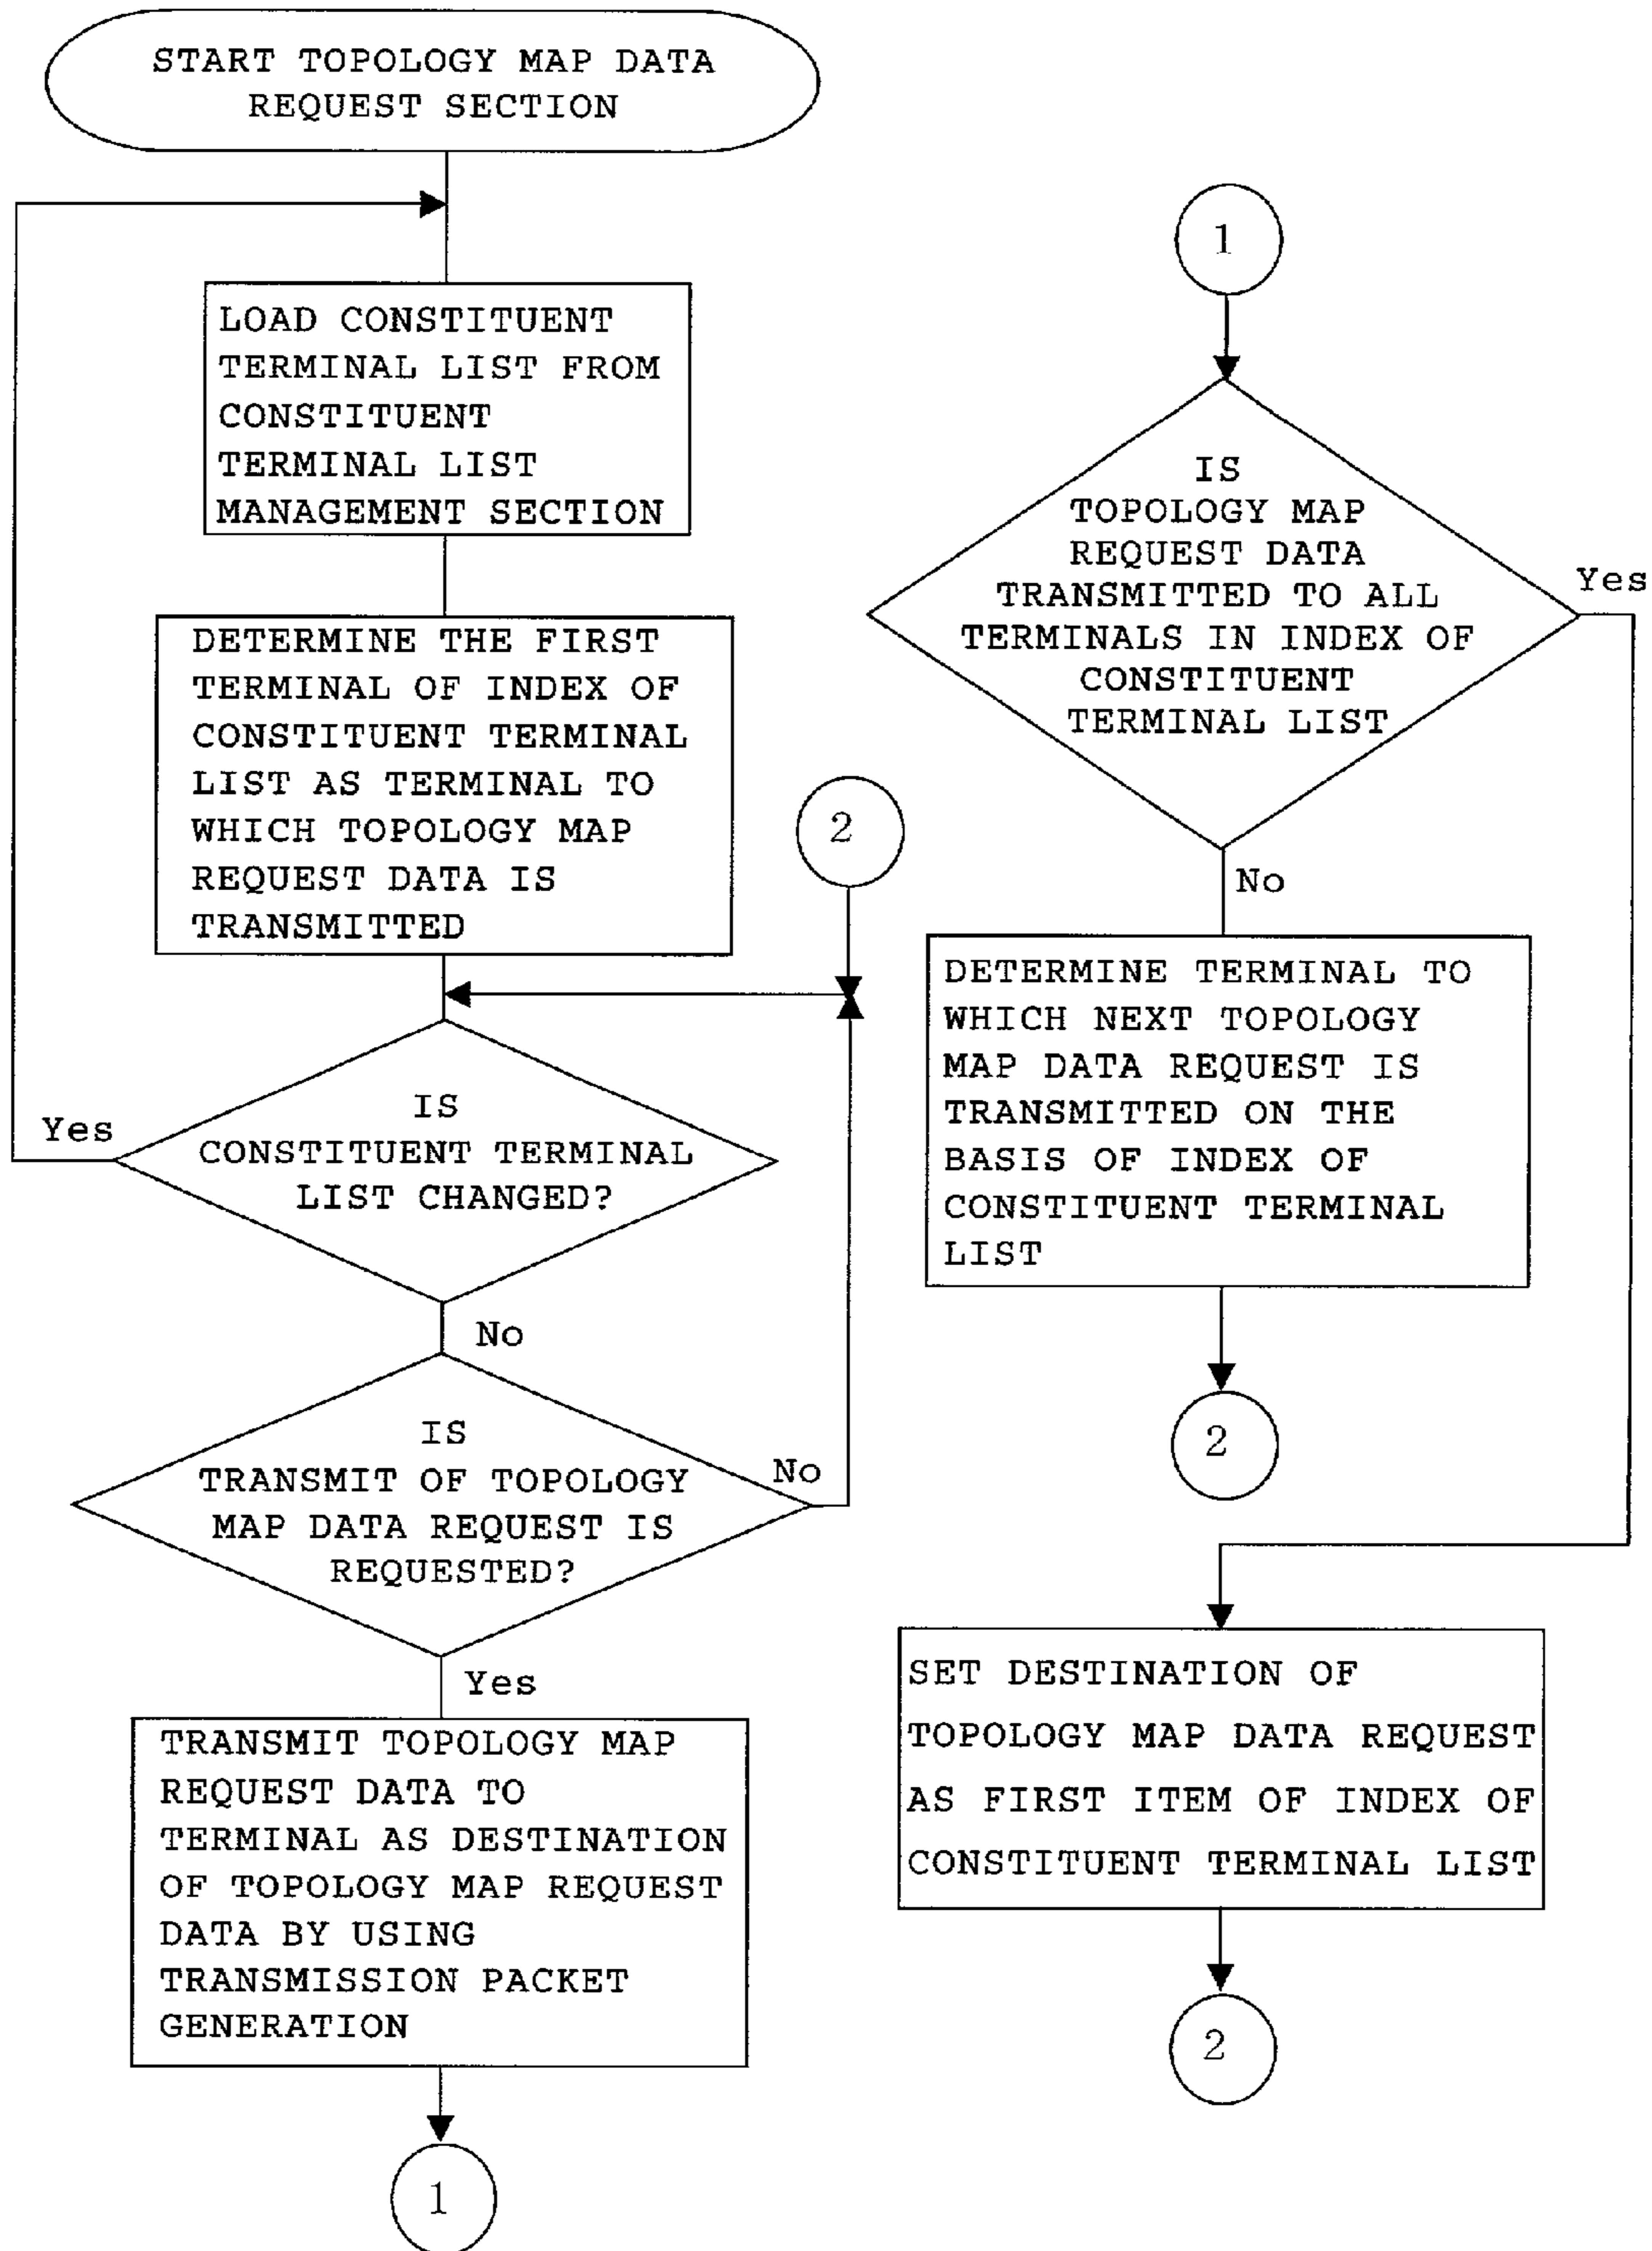 START TOPOLOGY MAP DATA
REQUEST SECTION
LOAD CONSTITUENT
TERMINAL LIST FROM
CONSTITUENT
TERMINAL LIST
MANAGEMENT SECTION
DETERMINE THE FIRST
TERMINAL OF INDEX OF
CONSTITUENT TERMINAL
LIST AS TERMINAL TO
WHICH TOPOLOGY MAP
REQUEST DATA IS
TRANSMITTED
2
IS
CONSTITUENT TERMINAL
LIST CHANGED?
Yes
No
IS
TRANSMIT OF TOPOLOGY
MAP DATA REQUEST IS
REQUESTED?
No
Yes
TRANSMIT TOPOLOGY MAP
REQUEST DATA TO
TERMINAL AS DESTINATION
OF TOPOLOGY MAP REQUEST
DATA BY USING
TRANSMISSION PACKET
GENERATION
1
1
IS
TOPOLOGY MAP
REQUEST DATA
TRANSMITTED TO ALL
TERMINALS IN INDEX OF
CONSTITUENT
TERMINAL LIST
Yes
No
DETERMINE TERMINAL TO
WHICH NEXT TOPOLOGY
MAP DATA REQUEST IS
TRANSMITTED ON THE
BASIS OF INDEX OF
CONSTITUENT TERMINAL
LIST
2
SET DESTINATION OF
TOPOLOGY MAP DATA REQUEST
AS FIRST ITEM OF INDEX OF
CONSTITUENT TERMINAL LIST
2